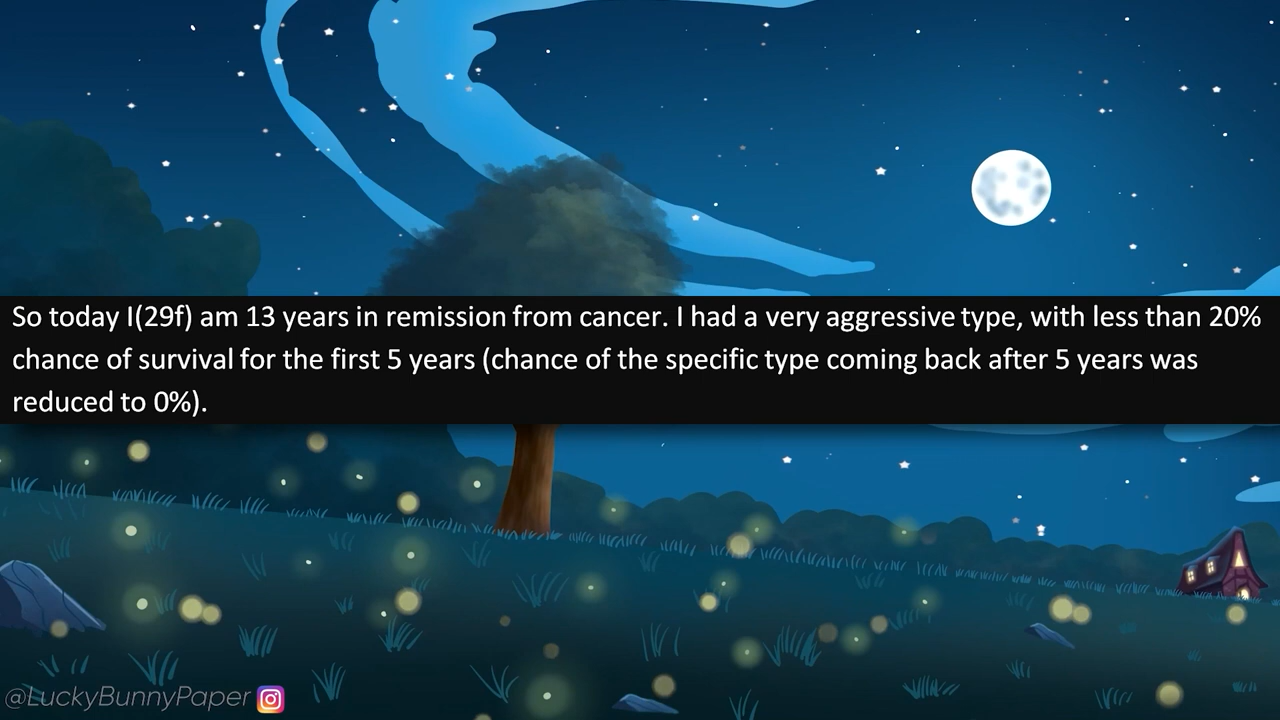 So today I(29f) am 13 years in remission from cancer. I had a very aggressive type, with less than 20%
chance of survival for the first 5 years (chance of the specific type coming back after 5 years was
reduced to 0%).
@LuckyBunnyPaper